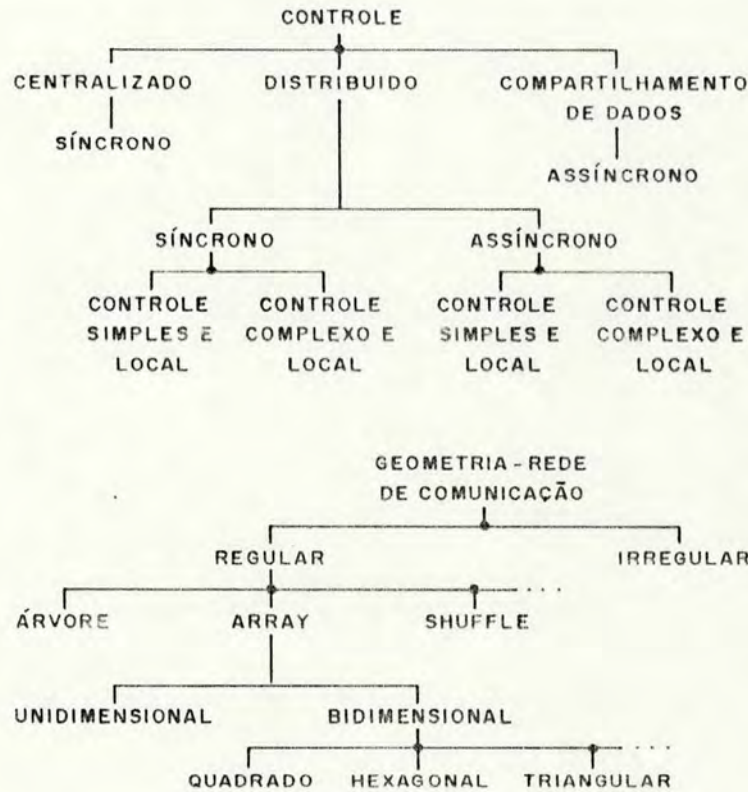 CONTROLE
CENTRALIZADO DISTRIBUIDO COMPARTILHAMENTO
DE DADOS
SÍNCRONO
ASSÍNCRONO
SÍNCRONO ASSÍNCRONO
CONTROLE CONTROLE CONTROLE CONTROLE
SIMPLES E COMPLEXO E SIMPLES E COMPLEXO E
LOCAL LOCAL LOCAL LOCAL
GEOMETRIA - REDE
DE COMUNICAÇÃO
REGULAR IRREGULAR
ÁRVORE ARRAY SHUFFLE
UNIDIMENSIONAL BIDIMENSIONAL
QUADRADO HEXAGONAL TRIANGULAR